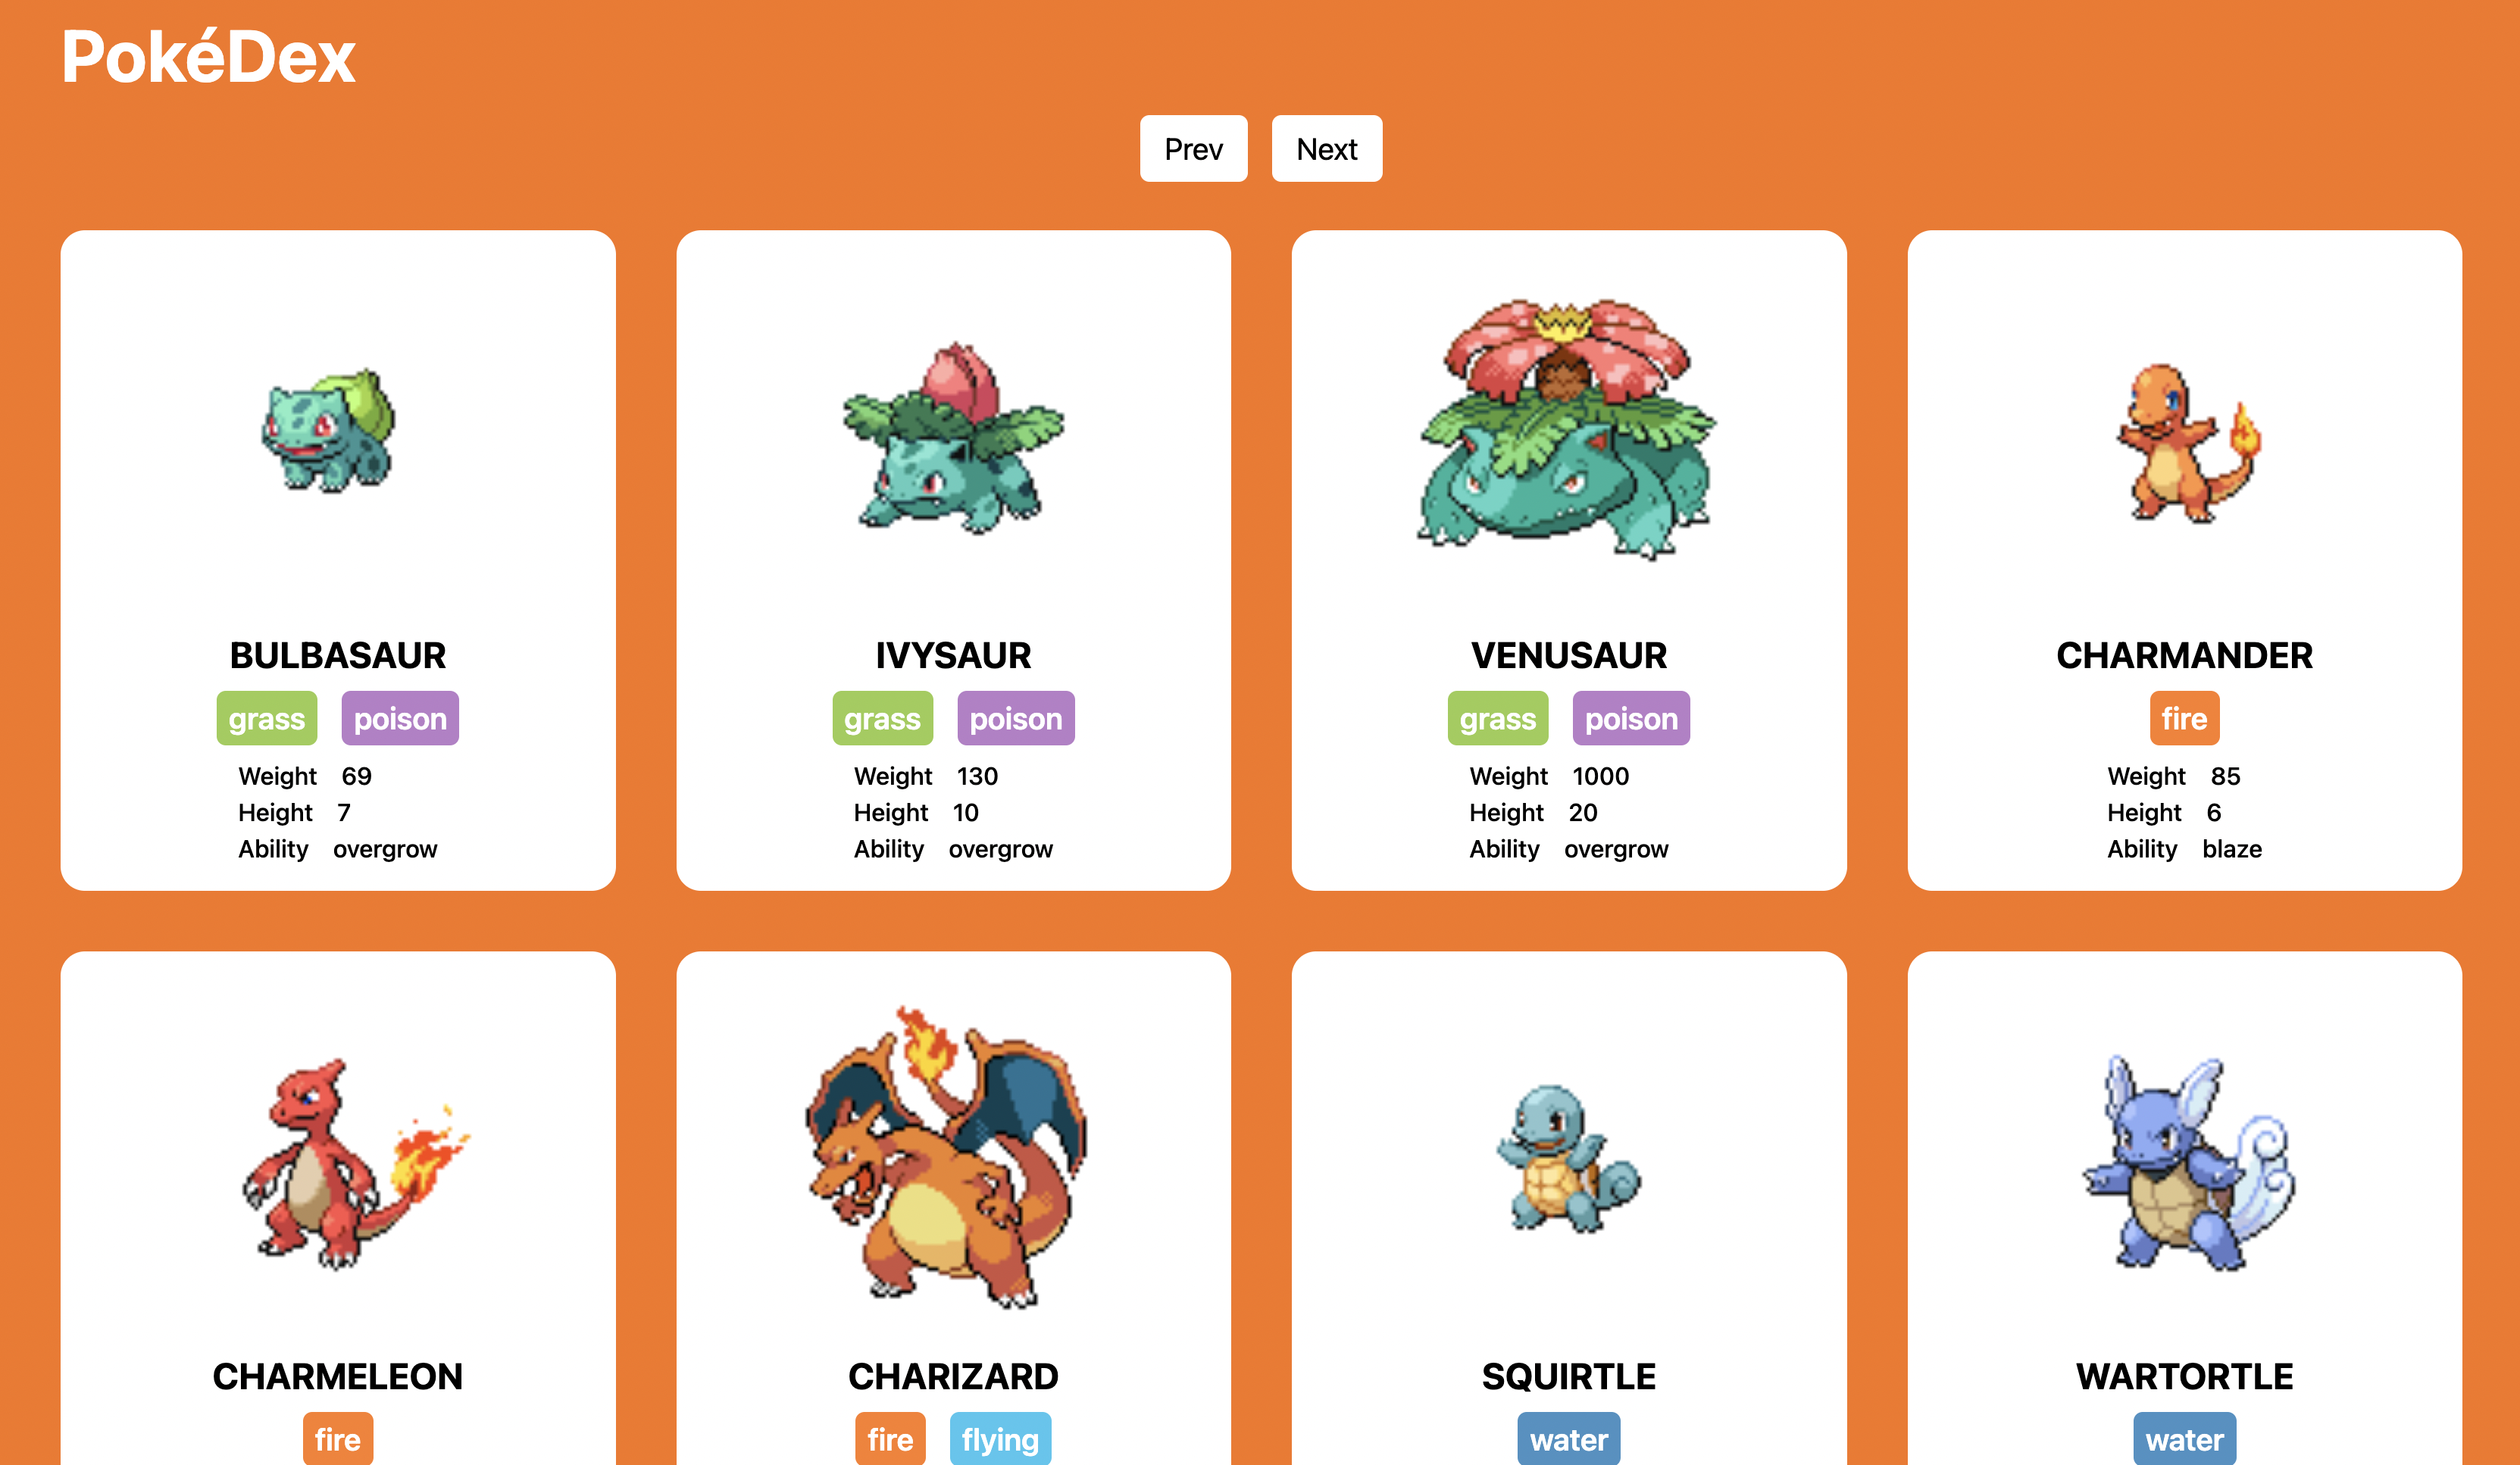 PokéDex
Prev Next
BULBASAUR
grass poison
Weight 69
Height 7
Ability overgrow
IVYSAUR
grass poison
Weight 130
Height 10
Ability overgrow
VENUSAUR
grass poison
Weight 1000
Height 20
Ability overgrow
CHARMANDER
fire
Weight 85
Height 6
Ability blaze
CHARMELEON
fire
CHARIZARD
fire flying
SQUIRTLE
water
WARTORTLE
water